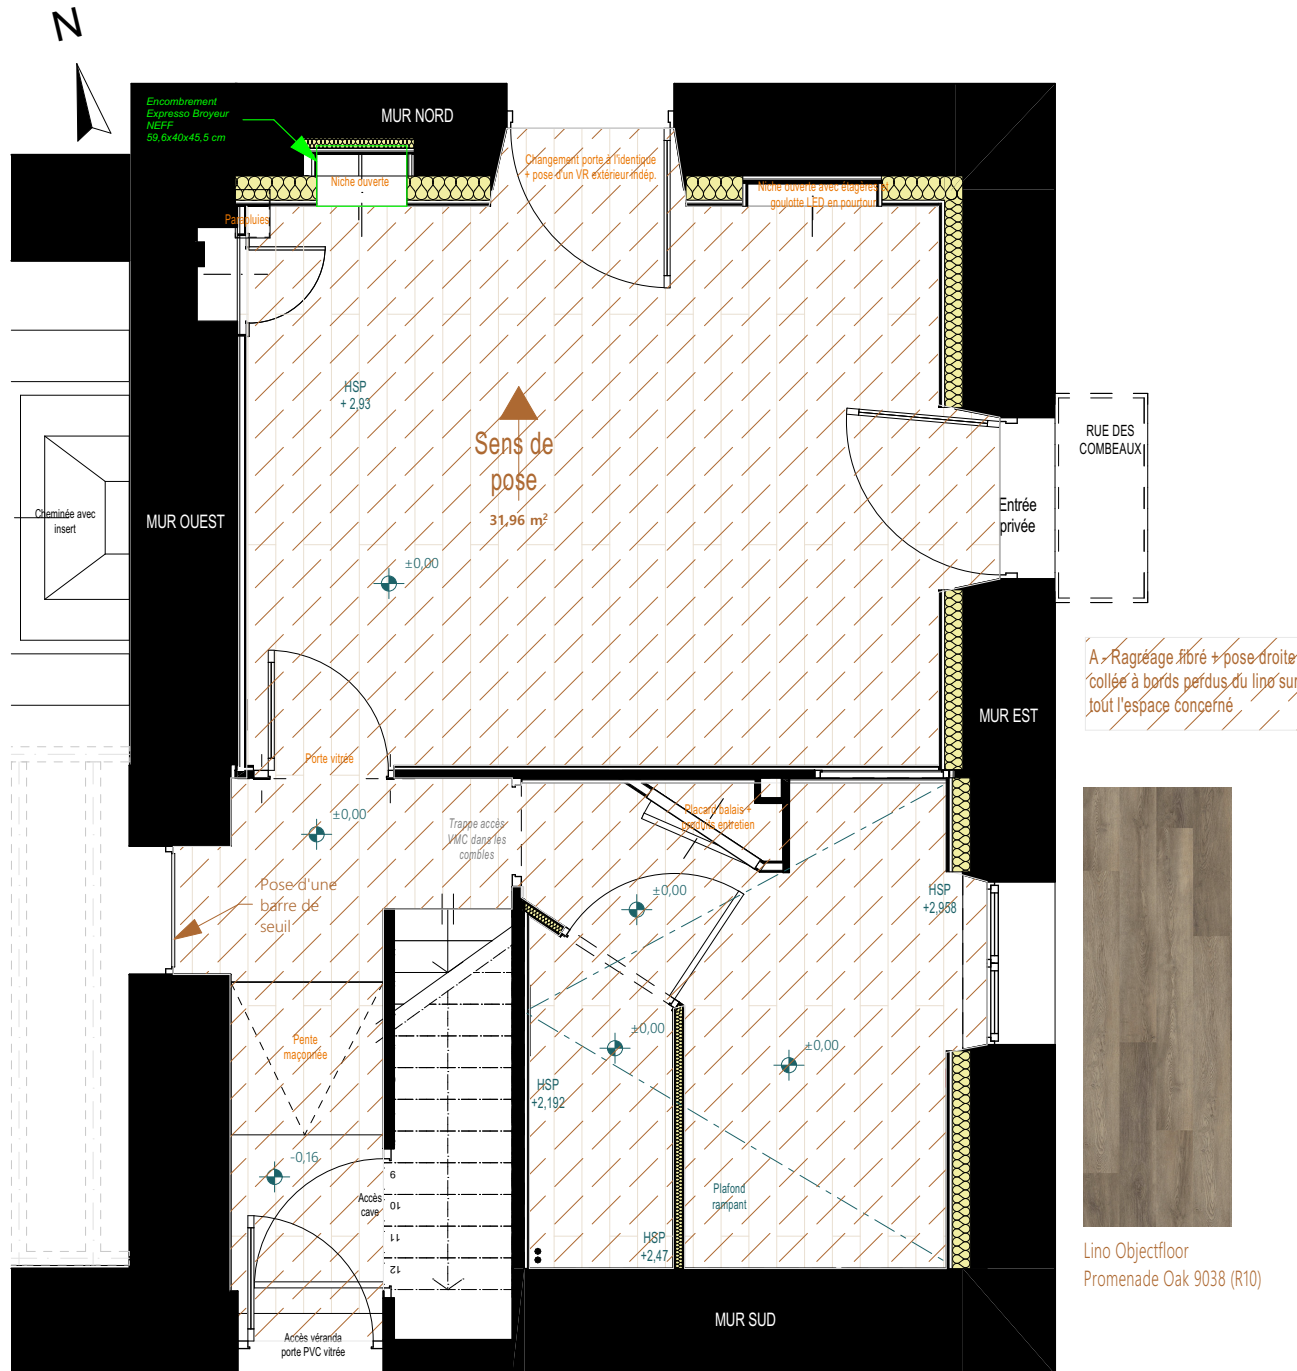 N
Encombrement
Expresso Broyeur
NEFF
59,6x40x45,5 cm
MUR NORD
Niche ouverte
Changement porte à l'identique
+ pose d'un VR extérieur indép.
Niche ouverte avec étagères et
goulotte LED en pourtour
Parapluies
HSP
+ 2,93
Sens de
pose
31,96 m²
RUE DES
COMBEAUX
Cheminée avec
insert
MUR OUEST
Entrée
privée
±0,00
A - Ragréage fibré + pose droite
collée à bords perdus du lino sur
tout l'espace concerné
MUR EST
Porte vitrée
±0,00
Trappe accès
VMC dans les
combles
Placard balais +
produits entretien
Pose d'une
barre de
seuil
±0,00
HSP
+2,958
Pente
maçonnée
±0,00
±0,00
HSP
+2,192
-0,16
Accès
cave
9
10
11
12
Plafond
rampant
HSP
+2,47
Lino Objectfloor
Promenade Oak 9038 (R10)
MUR SUD
Accès véranda
porte PVC vitrée